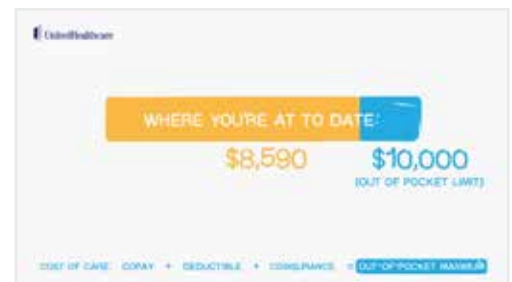 UnitedHealthcare
WHERE YOU'RE AT TO DATE:
$8,590
$10,000
(OUT OF POCKET LIMIT)
COST OF CARE: COPAY + DEDUCTIBLE + COINSURANCE = OUT-OF-POCKET MAXIMUM